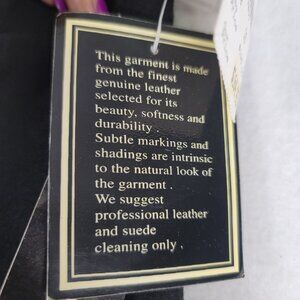 This garment is made
from the finest
genuine leather
selected for its
beauty, softness and
durability .
Subtle markings and
shadings are intrinsic
to the natural look of
the garment .
We suggest
professional leather
and suede
cleaning only .